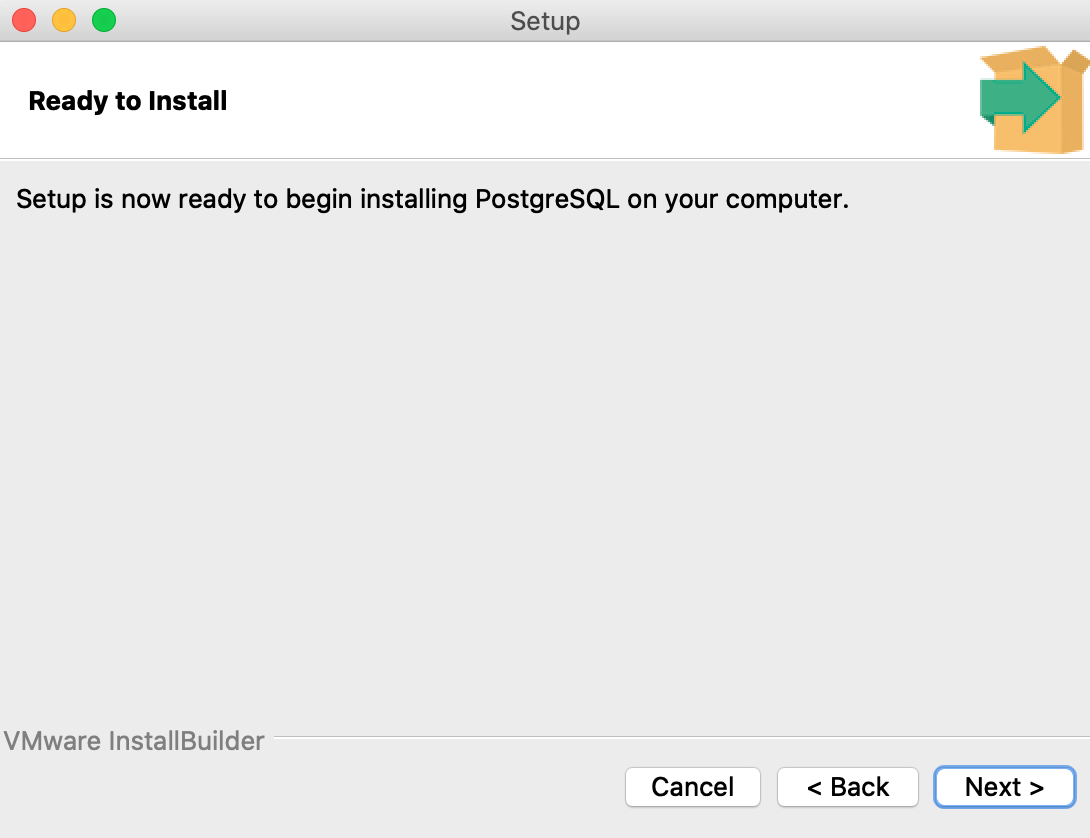 Setup
Ready to Install
Setup is now ready to begin installing PostgreSQL on your computer.
VMware InstallBuilder
Cancel
< Back
Next >